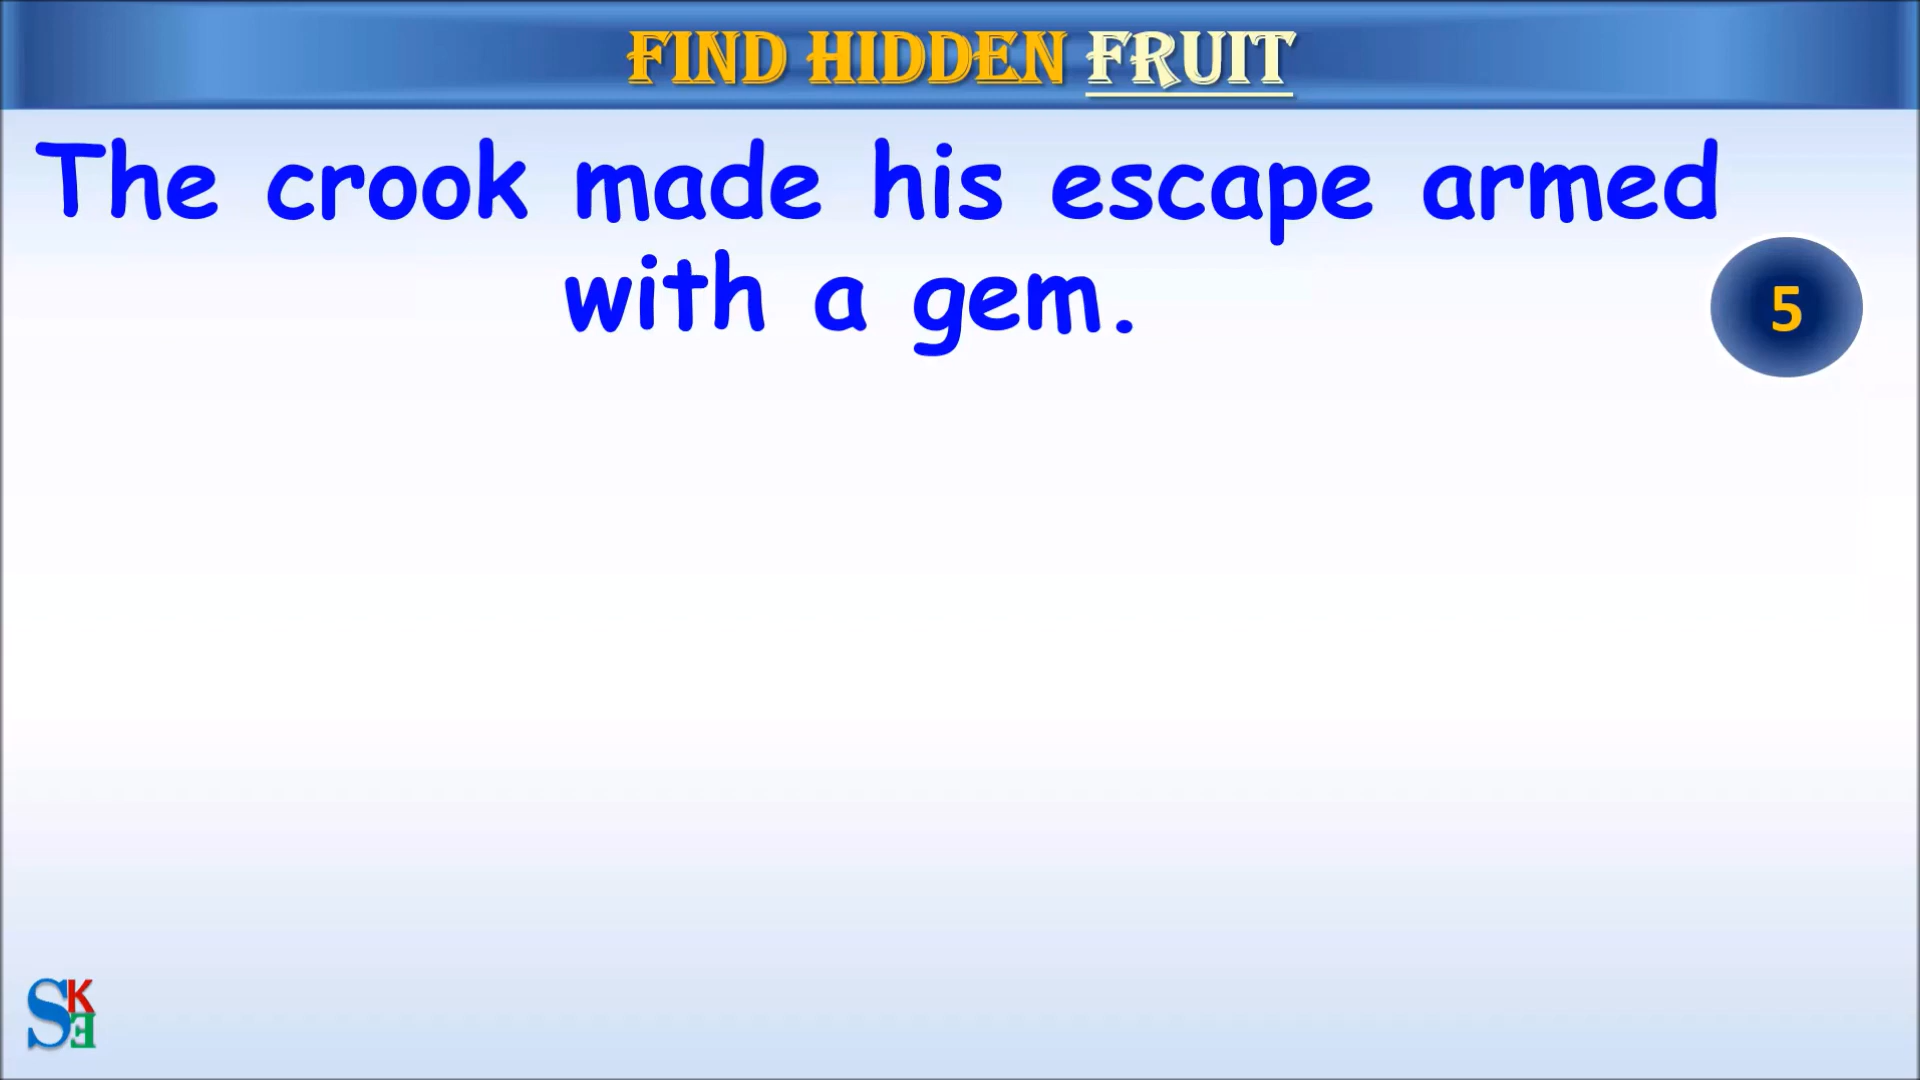 FIND HIDDEN FRUIT
The crook made his escape armed
with a gem.
5
SKE